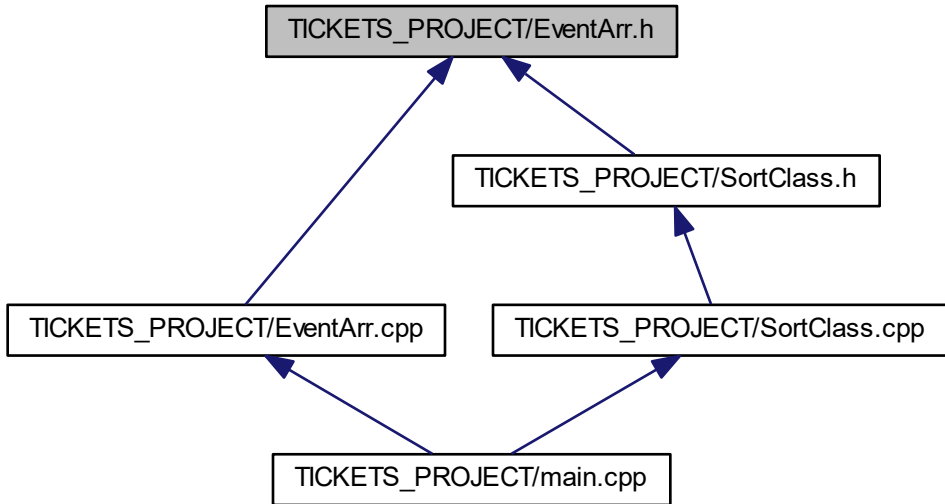 TICKETS_PROJECT/EventArr.h
TICKETS_PROJECT/SortClass.h
TICKETS_PROJECT/EventArr.cpp
TICKETS_PROJECT/SortClass.cpp
TICKETS_PROJECT/main.cpp